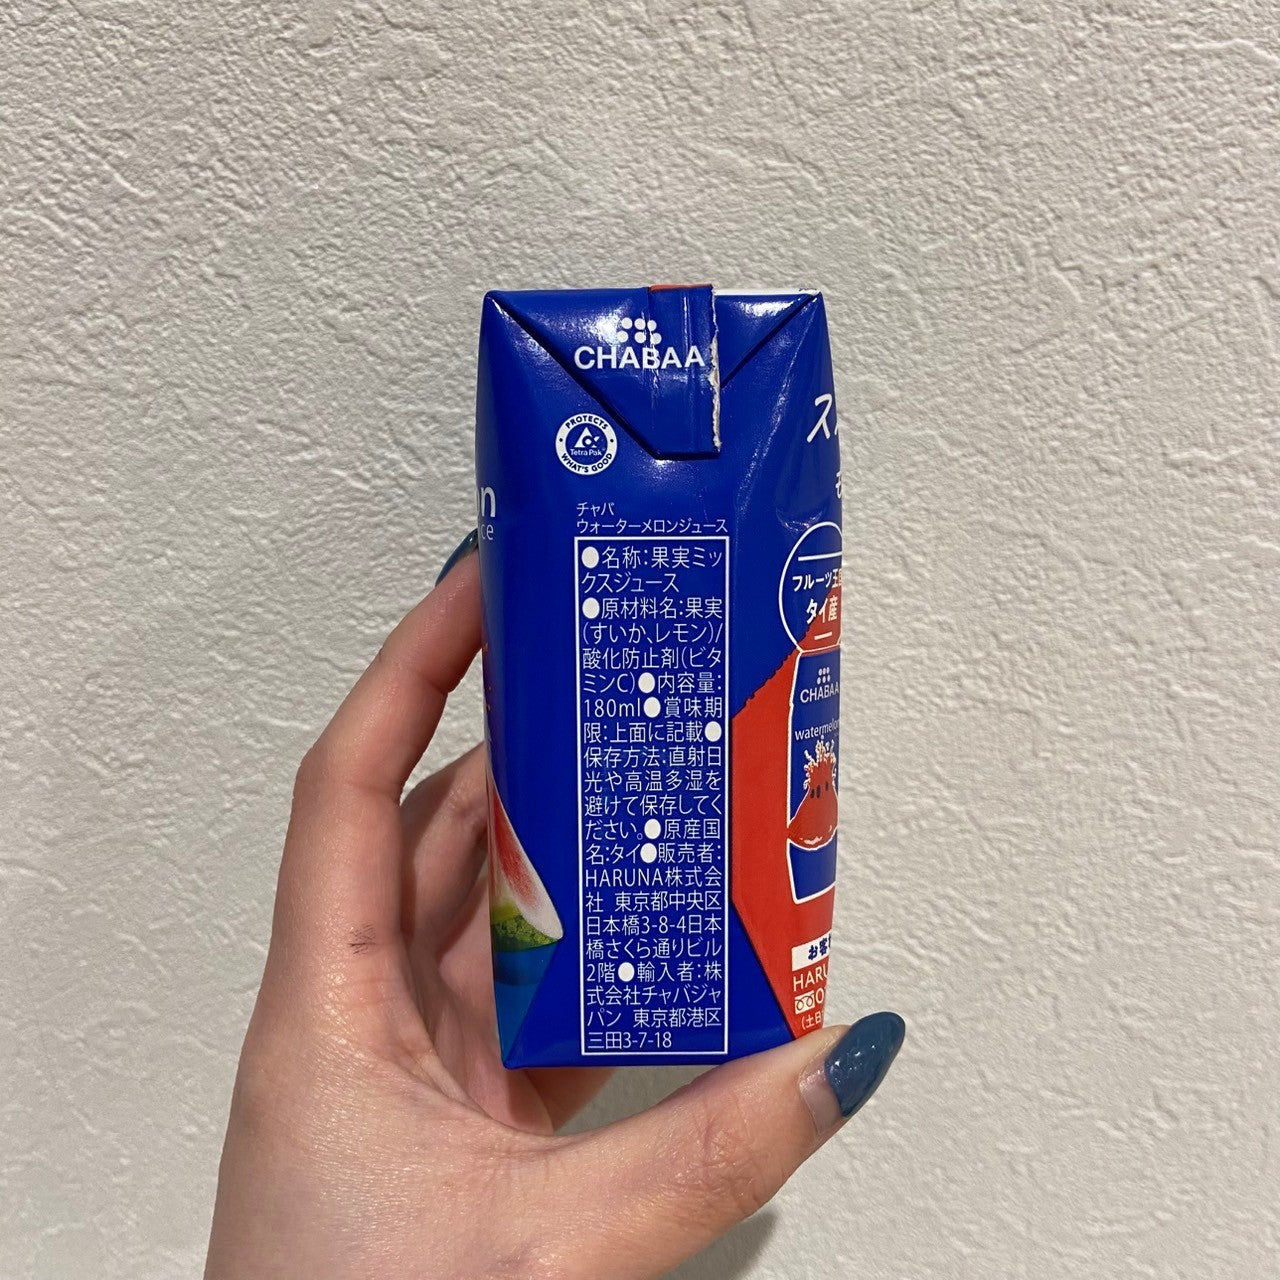 CHABAA
PROTECTS
Tetra Pak
WHAT'S GOOD
チャバ
ウォーターメロンジュース
●名称:果実ミッ
クスジュース
●原材料名:果実
(すいか、レモン)/
酸化防止剤(ビタ
ミンC)●内容量:
180ml●賞味期
限:上面に記載●
保存方法:直射日
光や高温多湿を
避けて保存してく
ださい。●原産国
名:タイ●販売者:
HARUNA株式会
社 東京都中央区
日本橋3-8-4日本
橋さくら通りビル
2階●輸入者:株
式会社チャバジャ
パン 東京都港区
三田3-7-18
フルーツ王
タイ産
CHABAA
watermelon